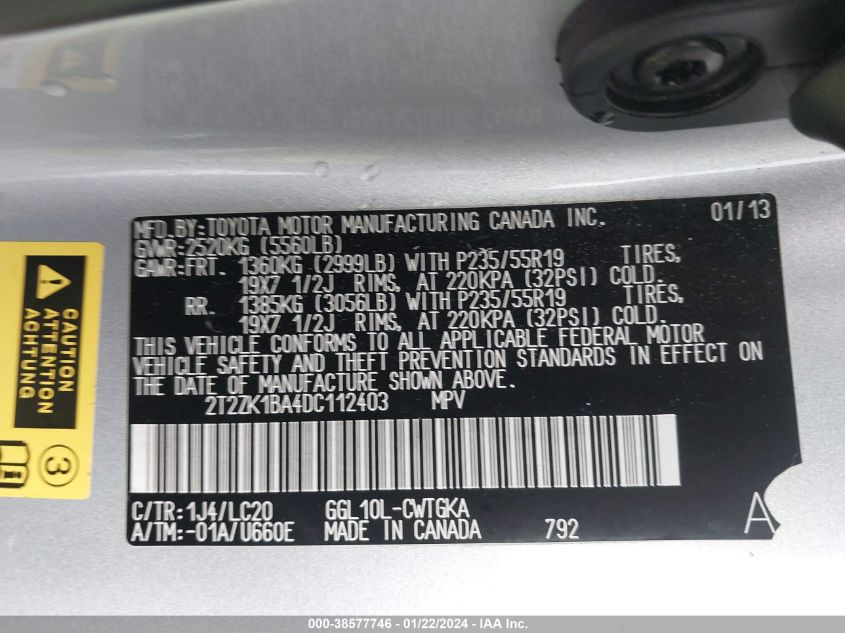 MFD.BY:TOYOTA MOTOR MANUFACTURING CANADA INC. 01/13
GVWR:2520KG (5560LB)
GAWR:FRT. 1360KG (2999LB) WITH P235/55R19 TIRES,
19X7 1/2J RIMS, AT 220KPA (32PSI) COLD.
RR. 1385KG (3056LB) WITH P235/55R19 TIRES,
19X7 1/2J RIMS, AT 220KPA (32PSI) COLD.
THIS VEHICLE CONFORMS TO ALL APPLICABLE FEDERAL MOTOR
VEHICLE SAFETY AND THEFT PREVENTION STANDARDS IN EFFECT ON
THE DATE OF MANUFACTURE SHOWN ABOVE.
2T2ZK1BA4DC112403 MPV
C/TR:1J4/LC20 GGL10L-CWTGKA
A/TM:-01A/U660E MADE IN CANADA 792
A
CAUTION
ATTENTION
ACHTUNG
3
000-38577746 - 01/22/2024 - IAA Inc.